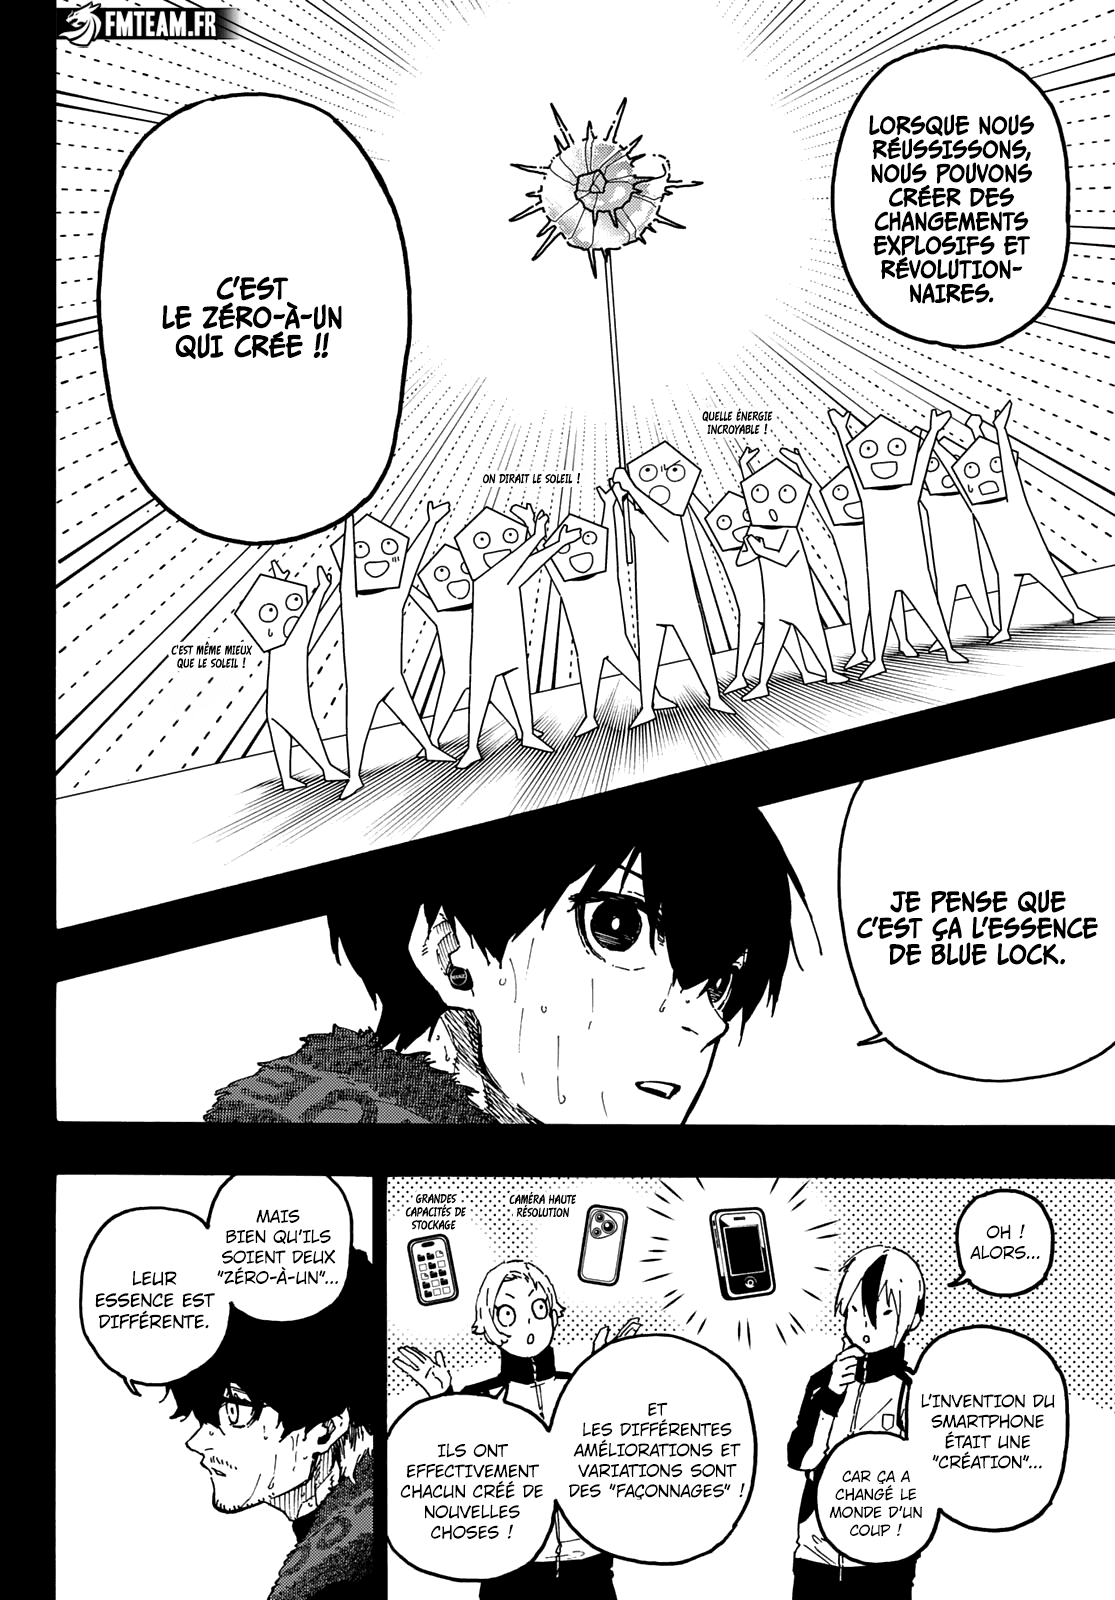 FMTEAM.FR
LORSQUE NOUS
RÉUSSISSONS,
NOUS POUVONS
CRÉER DES
CHANGEMENTS
EXPLOSIFS ET
RÉVOLUTION-
NAIRES.
C'EST
LE ZÉRO-À-UN
QUI CRÉE !!
QUELLE ÉNERGIE
INCROYABLE !
ON DIRAIT LE SOLEIL !
C'EST MÊME MIEUX
QUE LE SOLEIL !
JE PENSE QUE
C'EST ÇA L'ESSENCE
DE BLUE LOCK.
OH !
ALORS...
L'INVENTION DU
SMARTPHONE
ÉTAIT UNE
"CRÉATION"...
CAR ÇA A
CHANGÉ LE
MONDE D'UN
COUP !
CAMÉRA HAUTE
RÉSOLUTION
GRANDES
CAPACITÉS DE
STOCKAGE
ET
LES DIFFÉRENTES
AMÉLIORATIONS ET
VARIATIONS SONT
DES "FAÇONNAGES" !
ILS ONT
EFFECTIVEMENT
CHACUN CRÉÉ DE
NOUVELLES
CHOSES !
MAIS
BIEN QU'ILS
SOIENT DEUX
"ZÉRO-À-UN"...
LEUR
ESSENCE EST
DIFFÉRENTE.